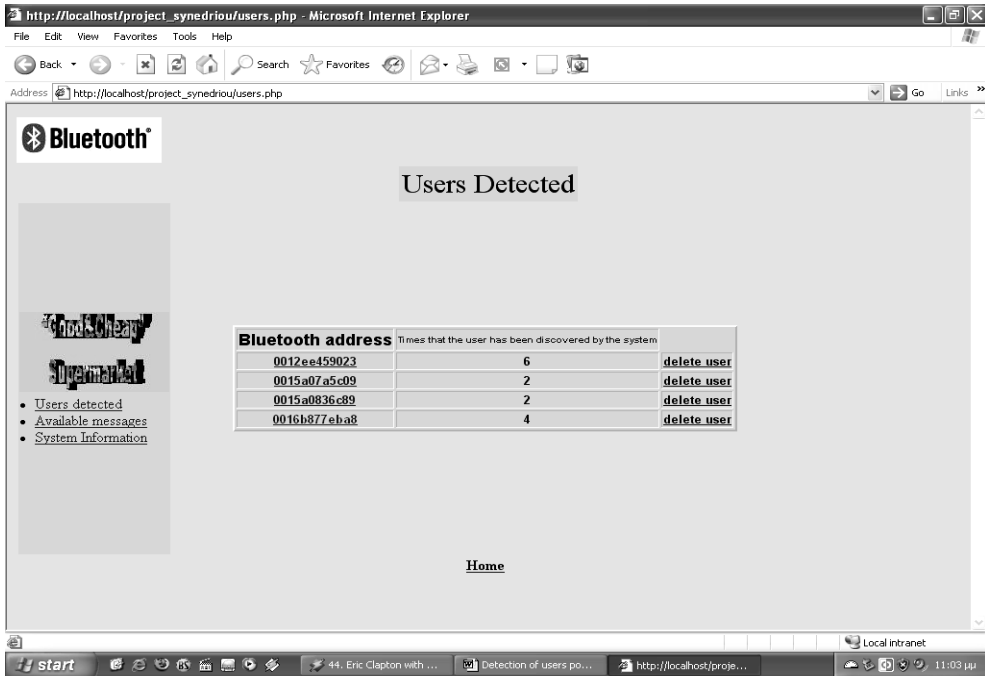 http://localhost/project_synedriou/users.php - Microsoft Internet Explorer
File Edit View Favorites Tools Help
Back Search Favorites
Address http://localhost/project_synedriou/users.php Go Links »
Bluetooth®
Users Detected
"Good&Cheap"
Supermarket
Users detected
Available messages
System Information
Bluetooth address Times that the user has been discovered by the system
0012ee459023 6 delete user
0015a07a5c09 2 delete user
0015a0836c89 2 delete user
0016b877eba8 4 delete user
Home
Local intranet
start 44. Eric Clapton with ... Detection of users po... http://localhost/proje... 11:03 μμ